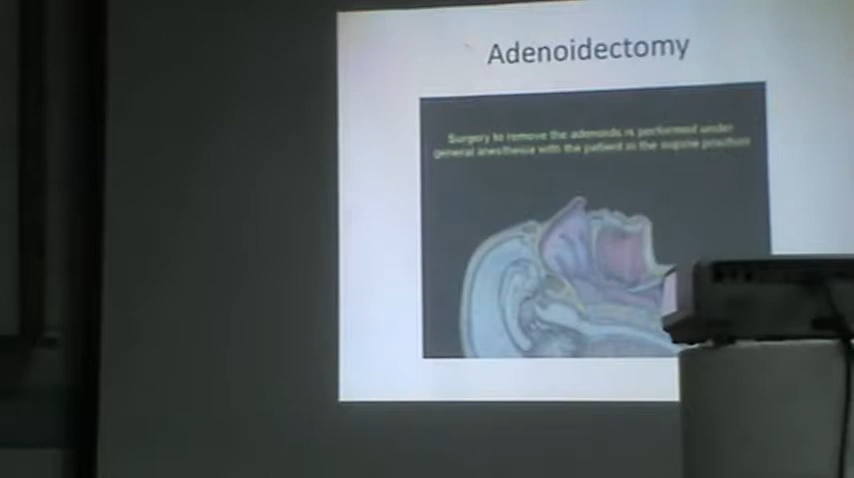 Adenoidectomy
Surgery to remove the adenoids is performed under
general anesthesia with the patient in the supine position